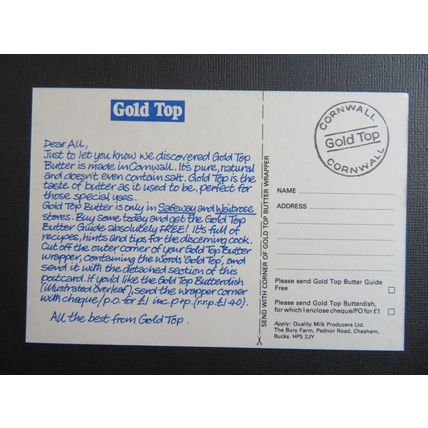 Gold Top
Dear All,
Just to let you know we discovered Gold Top
Butter is made in Cornwall. It's pure, natural
and doesn't even contain salt. Gold Top is the
taste of butter as it used to be, perfect for
those special uses.
Gold Top Butter is only in Safeway and Waitrose
stores. Buy some today and get the Gold Top
Butter Guide absolutely FREE! It's full of
recipes, hints and tips for the discerning cook.
Cut off the outer corner of your Gold Top Butter
wrapper, containing the words 'Gold Top', and
send it with the detached section of this
postcard. If you'd like the Gold Top Butterdish
(illustrated overleaf), send the wrapper corner
with cheque/p.o. for £1 inc. p+p. (r.r.p. £1·40).
All the best from Gold Top.
SEND WITH CORNER OF GOLD TOP BUTTER WRAPPER
CORNWALL
Gold Top
CORNWALL
NAME
ADDRESS
Please send Gold Top Butter Guide
Free
Please send Gold Top Butterdish,
for which I enclose cheque/PO for £1
Apply: Quality Milk Producers Ltd.
The Bury Farm, Pednor Road, Chesham,
Bucks. HP5 2JY